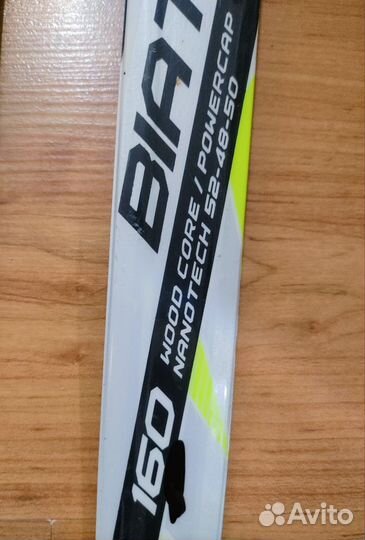 BIAT
WOOD CORE / POWERCAP
NANOTECH 52-48-50
160
Avito